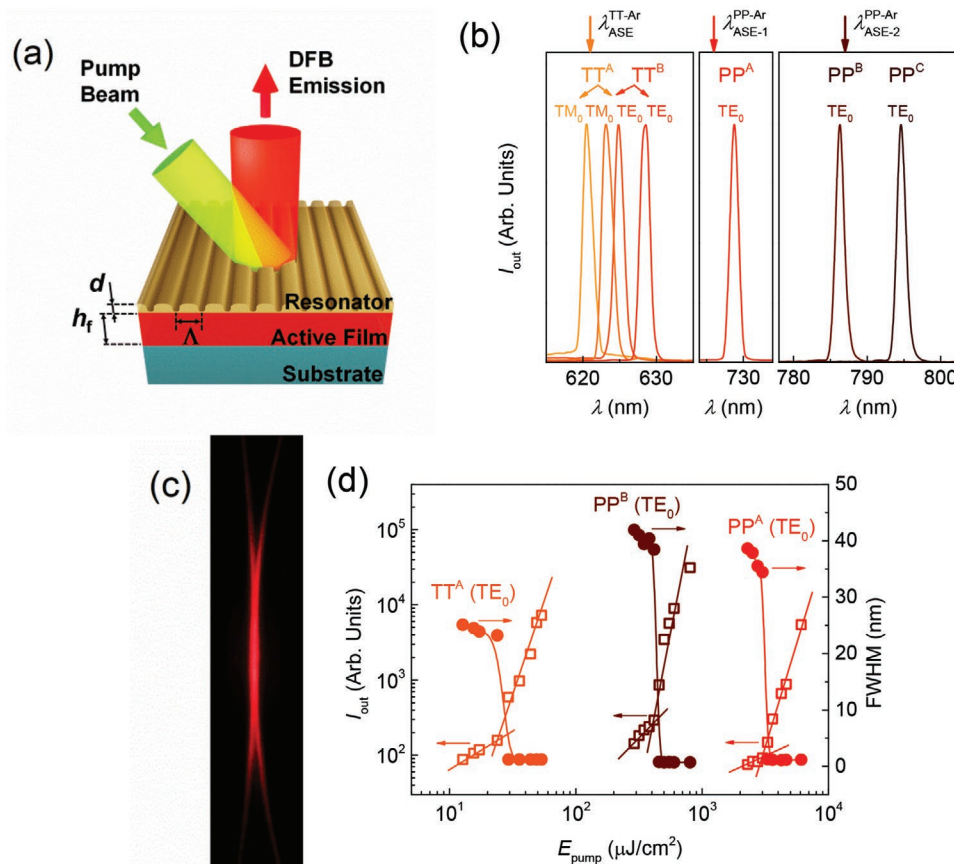 (a)
Pump
Beam
DFB
Emission
d
h_f
Λ
Resonator
Active Film
Substrate
(b)
λ_ASE^TT-Ar λ_ASE-1^PP-Ar λ_ASE-2^PP-Ar
TT^A TT^B PP^A PP^B PP^C
TM_0 TM_0 TE_0 TE_0 TE_0 TE_0 TE_0
I_out (Arb. Units)
620 630 730 780 790 800
λ (nm) λ (nm) λ (nm)
(c)
(d)
TT^A (TE_0)
PP^B (TE_0)
PP^A (TE_0)
I_out (Arb. Units)
10^5
10^4
10^3
10^2
50
40
30
20
10
0
FWHM (nm)
10^1 10^2 10^3 10^4
E_pump (μJ/cm^2)